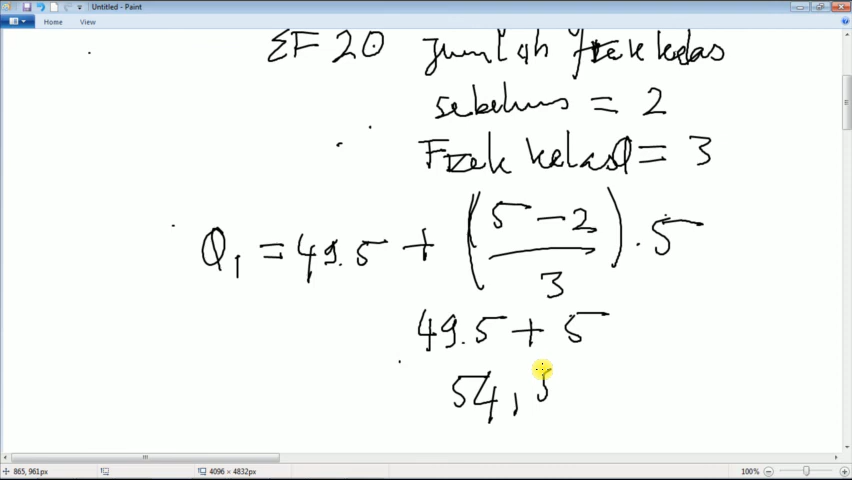 Untitled - Paint
Home View
ΣF 20 Jumlah frek kelas
sebelum = 2
Frek kelas Q = 3
Q₁ = 49.5 + (5 - 2 / 3) . 5
49.5 + 5
54,5
865, 961px 4096 × 4832px 100%